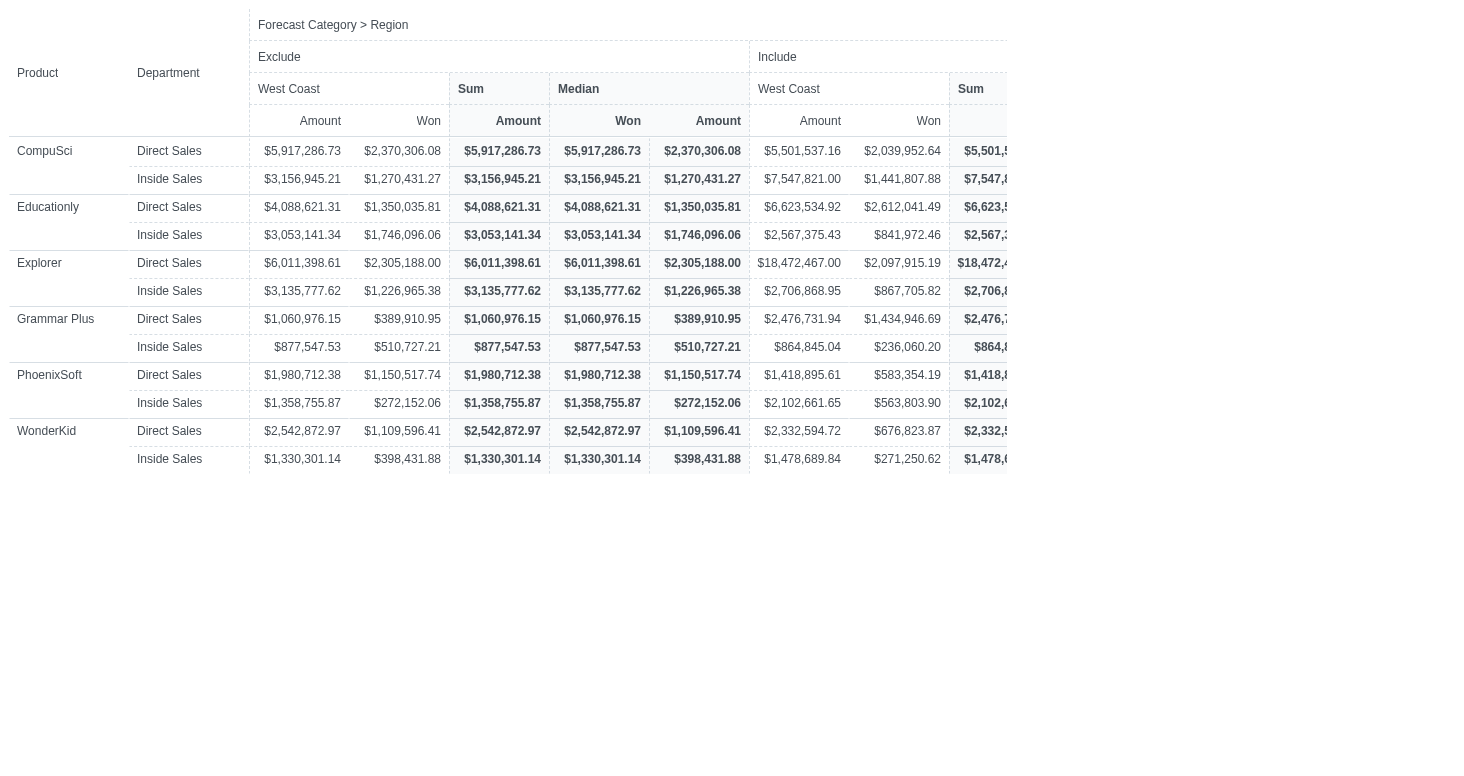 Forecast Category > Region
Exclude Include
Product Department
West Coast Sum Median West Coast Sum
Amount Won Amount Won Amount Amount Won
CompuSci Direct Sales $5,917,286.73 $2,370,306.08 $5,917,286.73 $5,917,286.73 $2,370,306.08 $5,501,537.16 $2,039,952.64 $5,501,5
Inside Sales $3,156,945.21 $1,270,431.27 $3,156,945.21 $3,156,945.21 $1,270,431.27 $7,547,821.00 $1,441,807.88 $7,547,8
Educationly Direct Sales $4,088,621.31 $1,350,035.81 $4,088,621.31 $4,088,621.31 $1,350,035.81 $6,623,534.92 $2,612,041.49 $6,623,5
Inside Sales $3,053,141.34 $1,746,096.06 $3,053,141.34 $3,053,141.34 $1,746,096.06 $2,567,375.43 $841,972.46 $2,567,3
Explorer Direct Sales $6,011,398.61 $2,305,188.00 $6,011,398.61 $6,011,398.61 $2,305,188.00 $18,472,467.00 $2,097,915.19 $18,472,4
Inside Sales $3,135,777.62 $1,226,965.38 $3,135,777.62 $3,135,777.62 $1,226,965.38 $2,706,868.95 $867,705.82 $2,706,8
Grammar Plus Direct Sales $1,060,976.15 $389,910.95 $1,060,976.15 $1,060,976.15 $389,910.95 $2,476,731.94 $1,434,946.69 $2,476,7
Inside Sales $877,547.53 $510,727.21 $877,547.53 $877,547.53 $510,727.21 $864,845.04 $236,060.20 $864,8
PhoenixSoft Direct Sales $1,980,712.38 $1,150,517.74 $1,980,712.38 $1,980,712.38 $1,150,517.74 $1,418,895.61 $583,354.19 $1,418,8
Inside Sales $1,358,755.87 $272,152.06 $1,358,755.87 $1,358,755.87 $272,152.06 $2,102,661.65 $563,803.90 $2,102,6
WonderKid Direct Sales $2,542,872.97 $1,109,596.41 $2,542,872.97 $2,542,872.97 $1,109,596.41 $2,332,594.72 $676,823.87 $2,332,5
Inside Sales $1,330,301.14 $398,431.88 $1,330,301.14 $1,330,301.14 $398,431.88 $1,478,689.84 $271,250.62 $1,478,6